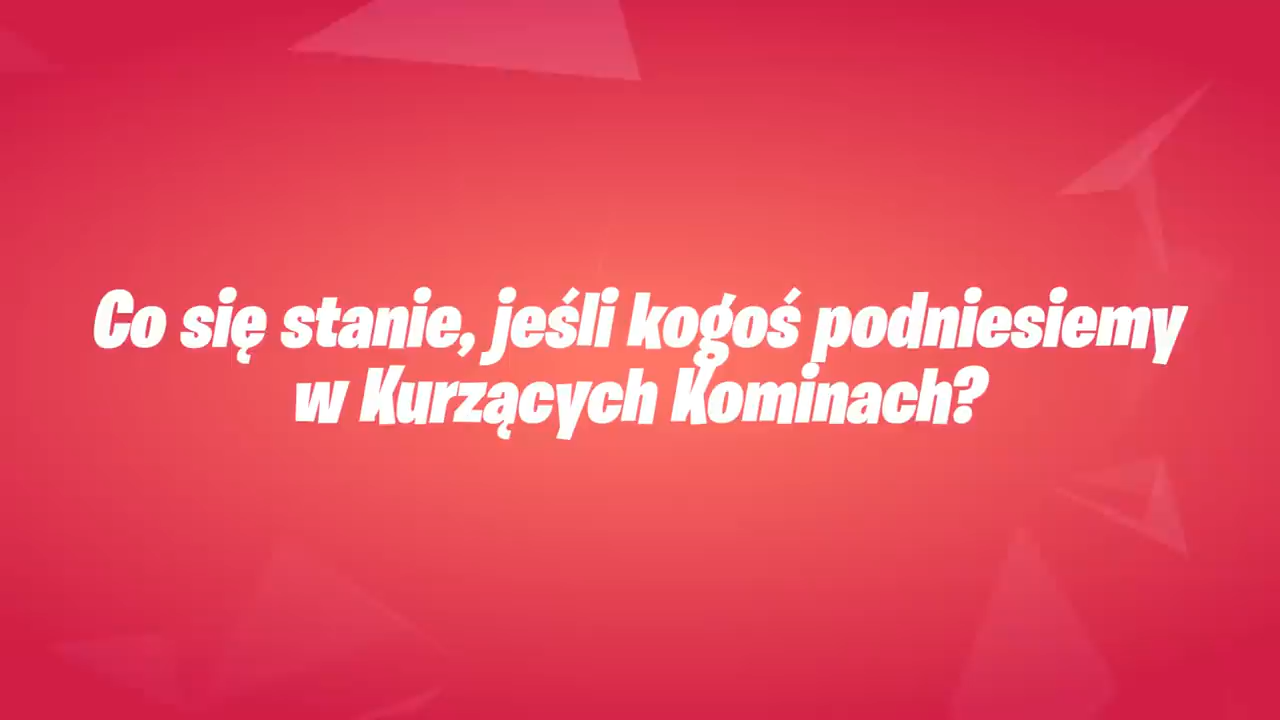 Co się stanie, jeśli kogoś podniesiemy
w Kurzących Kominach?